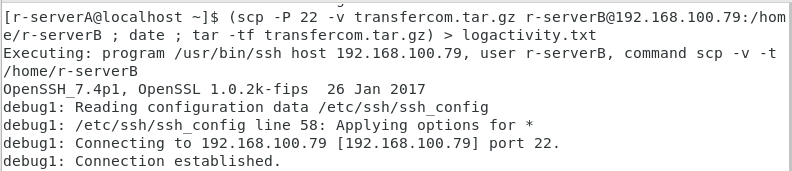 [r-serverA@localhost ~]$ (scp -P 22 -v transfercom.tar.gz r-serverB@192.168.100.79:/hom
e/r-serverB ; date ; tar -tf transfercom.tar.gz) > logactivity.txt
Executing: program /usr/bin/ssh host 192.168.100.79, user r-serverB, command scp -v -t
/home/r-serverB
OpenSSH_7.4p1, OpenSSL 1.0.2k-fips  26 Jan 2017
debug1: Reading configuration data /etc/ssh/ssh_config
debug1: /etc/ssh/ssh_config line 58: Applying options for *
debug1: Connecting to 192.168.100.79 [192.168.100.79] port 22.
debug1: Connection established.